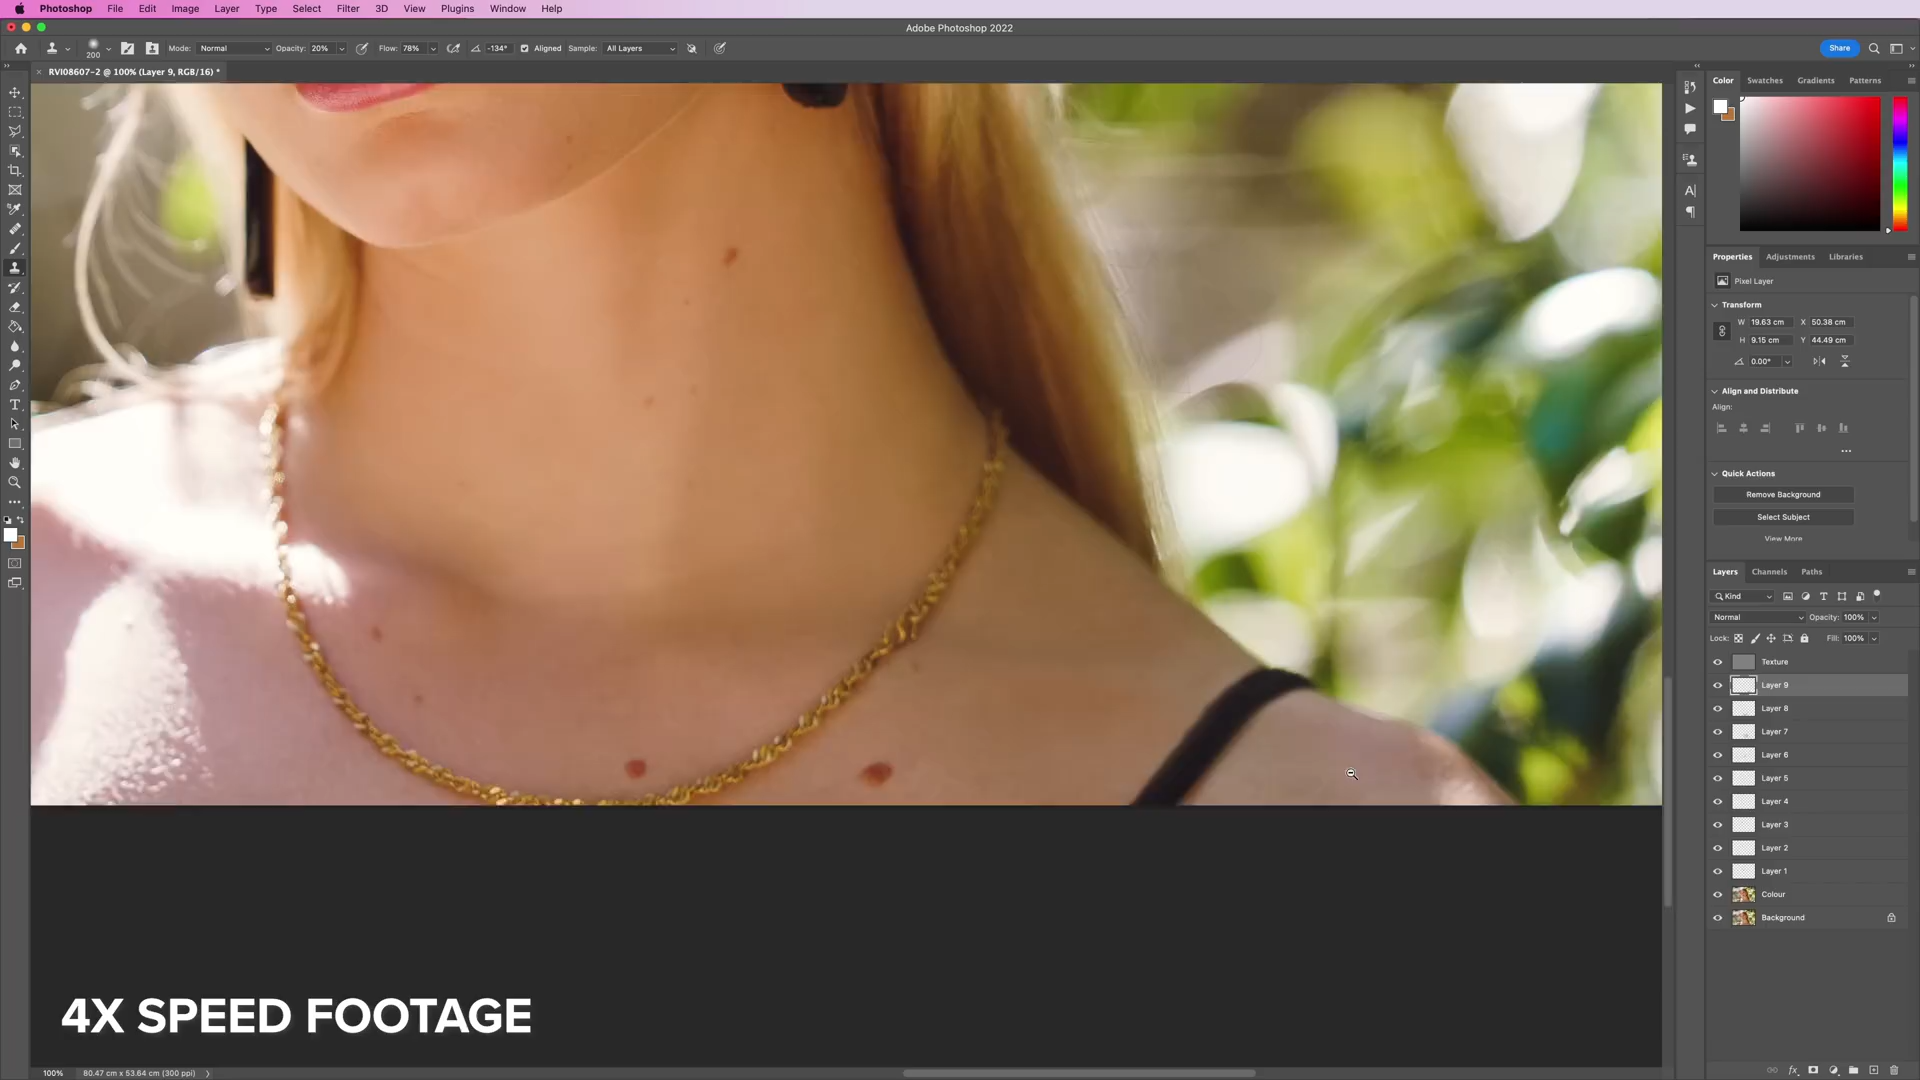 Photoshop File Edit Image Layer Type Select Filter 3D View Plugins Window Help
Adobe Photoshop 2022
200 Mode: Normal Opacity: 20% Flow: 78% -134° Aligned Sample: All Layers Share
RVI08607-2 @ 100% (Layer 9, RGB/16) *
Color Swatches Gradients Patterns
Properties Adjustments Libraries
Pixel Layer
Transform
W 19.63 cm X 50.38 cm
H 9.15 cm Y 44.49 cm
0.00°
Align and Distribute
Align:
Quick Actions
Remove Background
Select Subject
View More
Layers Channels Paths
Kind
Normal Opacity: 100%
Lock: Fill: 100%
Texture
Layer 9
Layer 8
Layer 7
Layer 6
Layer 5
Layer 4
Layer 3
Layer 2
Layer 1
Colour
Background
4X SPEED FOOTAGE
100% 80.47 cm x 53.64 cm (300 ppi)